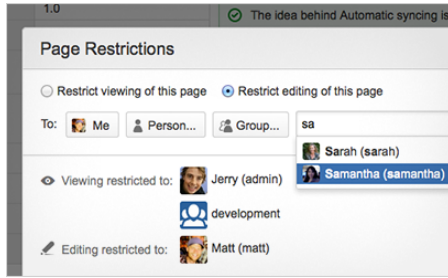 1.0
The idea behind Automatic syncing is
Page Restrictions
Restrict viewing of this page Restrict editing of this page
To: Me Person... Group... sa
Sarah (sarah)
Samantha (samantha)
Viewing restricted to: Jerry (admin)
development
Editing restricted to: Matt (matt)